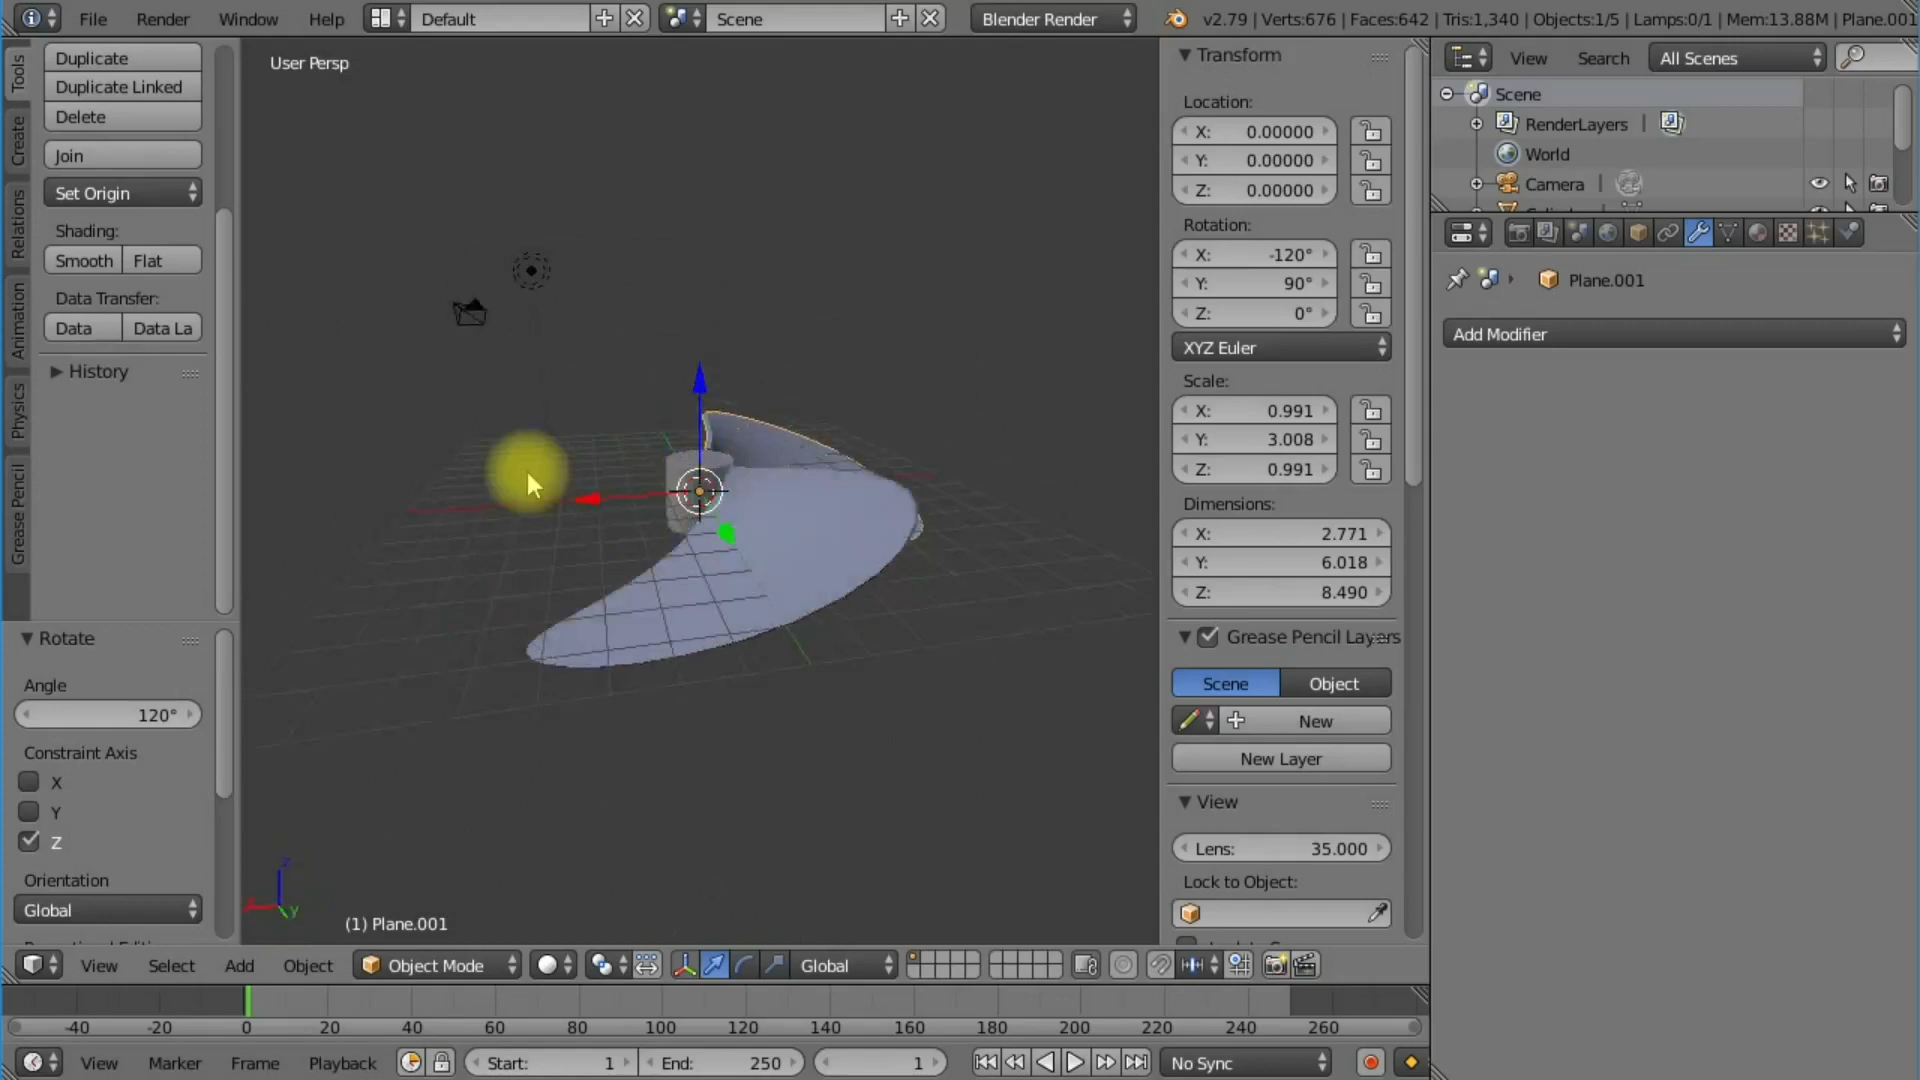 File Render Window Help Default Scene Blender Render v2.79 | Verts:676 | Faces:642 | Tris:1,340 | Objects:1/5 | Lamps:0/1 | Mem:13.88M | Plane.001
Tools
Create
Relations
Animation
Physics
Grease Pencil
Duplicate
Duplicate Linked
Delete
Join
Set Origin
Shading:
Smooth Flat
Data Transfer:
Data Data La
History
Rotate
Angle
120°
Constraint Axis
X
Y
Z
Orientation
Global
User Persp
(1) Plane.001
Transform
Location:
X: 0.00000
Y: 0.00000
Z: 0.00000
Rotation:
X: -120°
Y: 90°
Z: 0°
XYZ Euler
Scale:
X: 0.991
Y: 3.008
Z: 0.991
Dimensions:
X: 2.771
Y: 6.018
Z: 8.490
Grease Pencil Layers
Scene Object
New
New Layer
View
Lens: 35.000
Lock to Object:
View Search All Scenes
Scene
RenderLayers
World
Camera
Plane.001
Add Modifier
View Select Add Object Object Mode Global
-40 -20 0 20 40 60 80 100 120 140 160 180 200 220 240 260
View Marker Frame Playback Start: 1 End: 250 1 No Sync